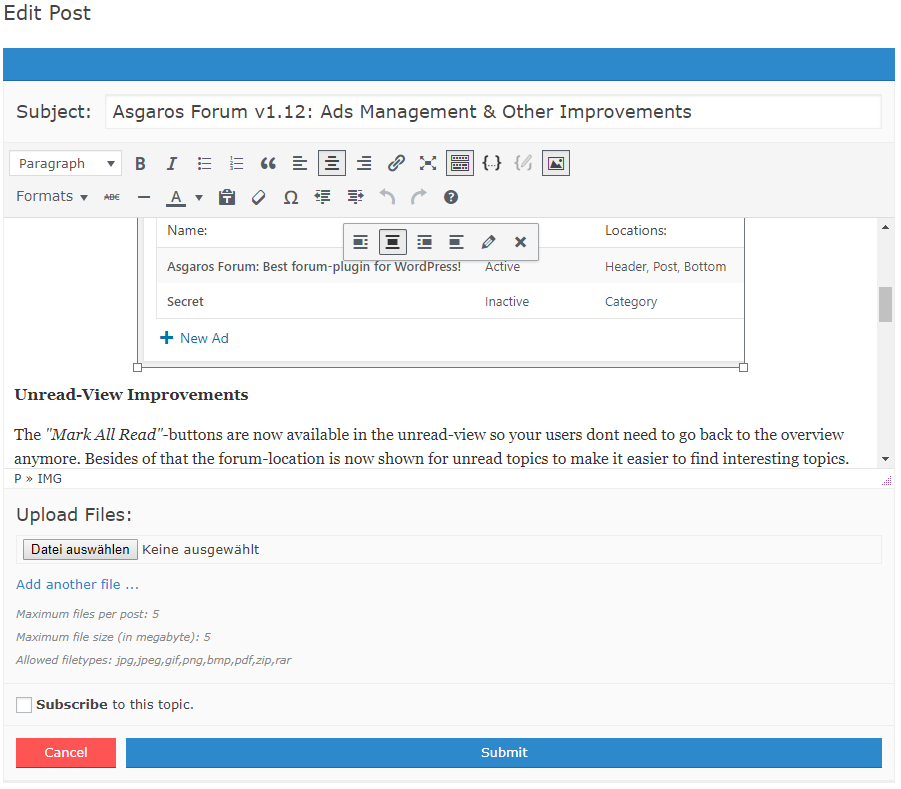 Edit Post
Subject: Asgaros Forum v1.12: Ads Management & Other Improvements
Paragraph B I
Formats ABC A Ω
Name: Locations:
Asgaros Forum: Best forum-plugin for WordPress! Active Header, Post, Bottom
Secret Inactive Category
New Ad
Unread-View Improvements
The "Mark All Read"-buttons are now available in the unread-view so your users dont need to go back to the overview
anymore. Besides of that the forum-location is now shown for unread topics to make it easier to find interesting topics.
P » IMG
Upload Files:
Datei auswählen Keine ausgewählt
Add another file ...
Maximum files per post: 5
Maximum file size (in megabyte): 5
Allowed filetypes: jpg,jpeg,gif,png,bmp,pdf,zip,rar
Subscribe to this topic.
Cancel Submit